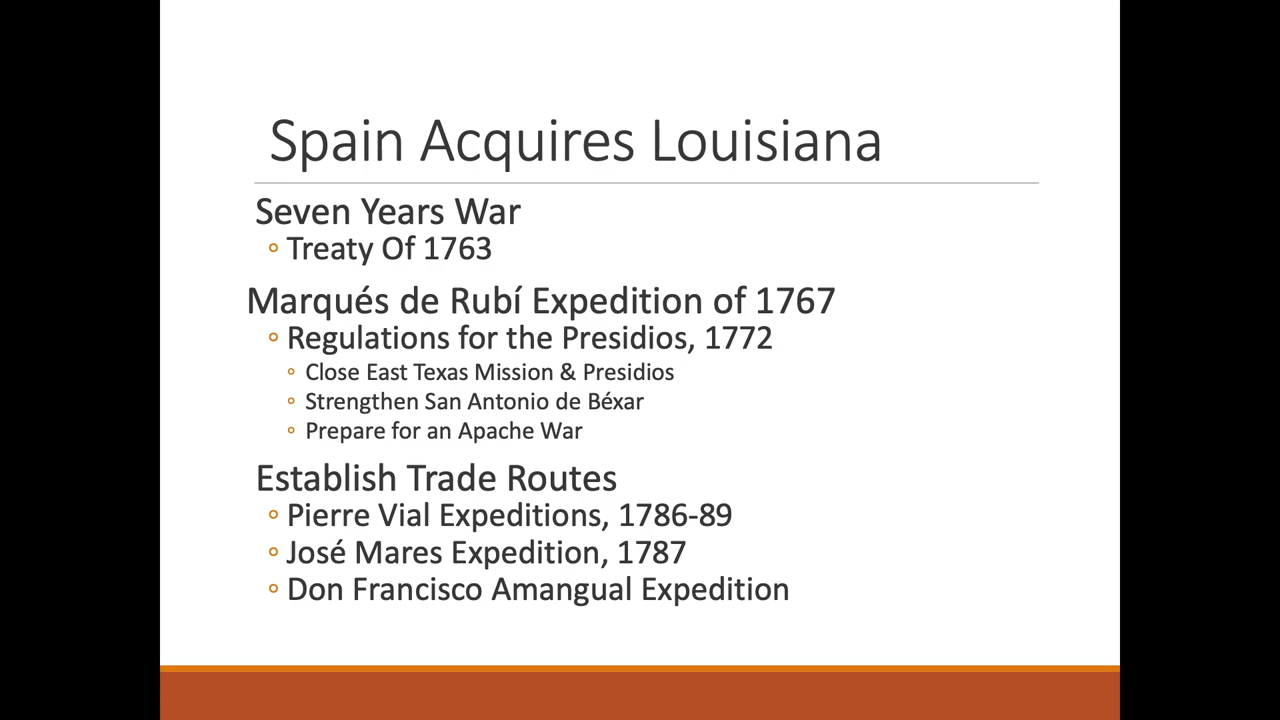 Spain Acquires Louisiana
Seven Years War
Treaty Of 1763
Marqués de Rubí Expedition of 1767
Regulations for the Presidios, 1772
Close East Texas Mission & Presidios
Strengthen San Antonio de Béxar
Prepare for an Apache War
Establish Trade Routes
Pierre Vial Expeditions, 1786-89
José Mares Expedition, 1787
Don Francisco Amangual Expedition